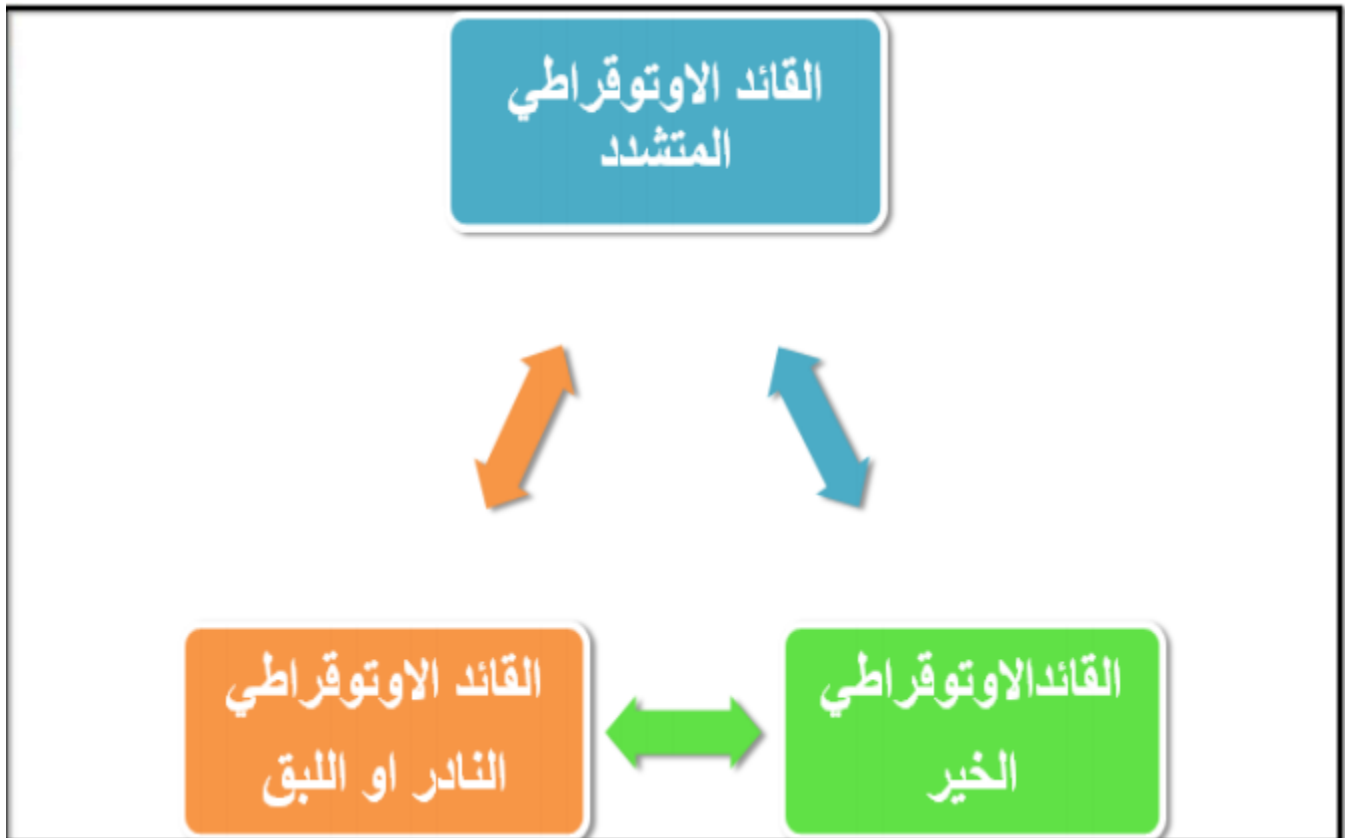 القائد الاوتوقراطي
المتشدد
القائدالاوتوقراطي
الخير
القائد الاوتوقراطي
النادر او اللبق